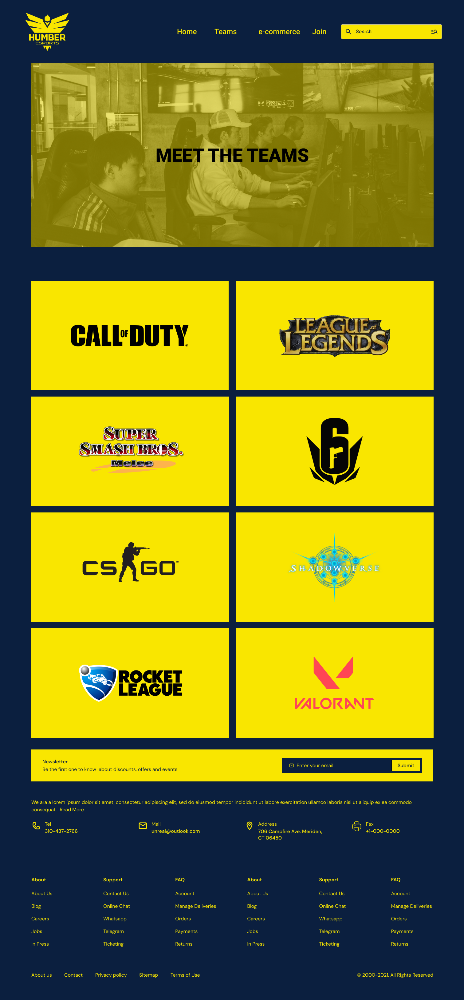 HUMBER
ESPORTS
Home Teams e-commerce Join Search
100
Arozzi
MEET THE TEAMS
CALL OF DUTY®
LEAGUE of
LEGENDS
SUPER
SMASH BROS.
Melee
6
CS GO™
SHADOWVERSE
ROCKET
LEAGUE
VALORANT
Newsletter
Be the first one to know about discounts, offers and events
Enter your email Submit
We ara a lorem ipsum dolor sit amet, consectetur adipiscing elit, sed do eiusmod tempor incididunt ut labore exercitation ullamco laboris nisi ut aliquip ex ea commodo
consequat... Read More
Tel
310-437-2766
Mail
unreal@outlook.com
Address
706 Campfire Ave. Meriden,
CT 06450
Fax
+1-000-0000
About Support FAQ About Support FAQ
About Us Contact Us Account About Us Contact Us Account
Blog Online Chat Manage Deliveries Blog Online Chat Manage Deliveries
Careers Whatsapp Orders Careers Whatsapp Orders
Jobs Telegram Payments Jobs Telegram Payments
In Press Ticketing Returns In Press Ticketing Returns
About us Contact Privacy policy Sitemap Terms of Use © 2000-2021, All Rights Reserved